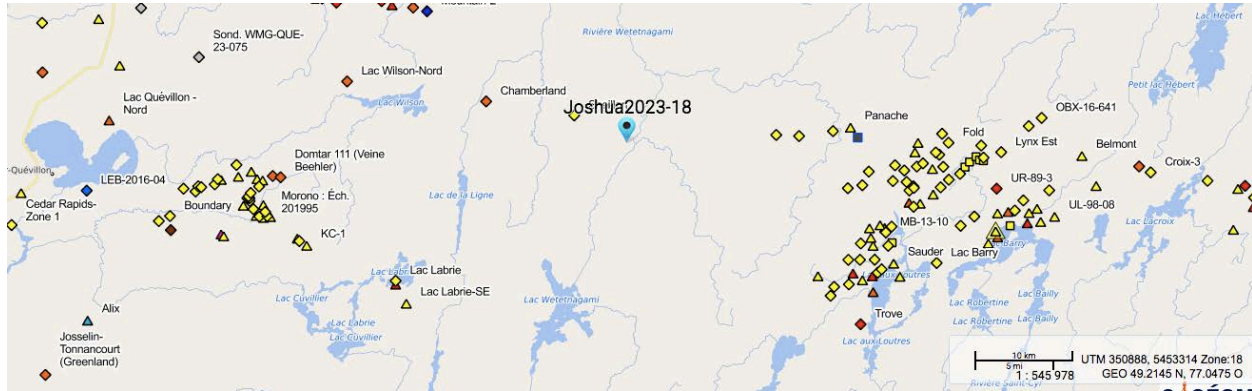 Lac Hébert
Rivière Wetetnagami
Sond. WMG-QUE-
23-075
Lac Wilson-Nord
Petit lac Hébert
Lac Quévillon -
Nord
Lac Wilson
Chamberland
Joshua2023-18
Panache
OBX-16-641
Fold
Lynx Est
Belmont
Croix-3
Domtar 111 (Veine
Beehler)
-Quévillon
LEB-2016-04
UR-89-3
Cedar Rapids-
Zone 1
Boundary
Morono : Éch.
201995
Lac de la Ligne
UL-98-08
MB-13-10
Lac Lacroix
KC-1
Sauder
Lac Barry
Lac Barry
Lac Labrie
Lac Labrie-SE
Lac Cuvillier
Lac Wetetnagami
Lac Robertine
Lac Bailly
Alix
Trove
Lac Labrie
Lac Cuvillier
Lac Robertine
Lac Bailly
Josselin-
Tonnancourt
(Greenland)
Lac aux Loutres
10 km
5 mi
1 : 545 978
UTM 350888, 5453314 Zone:18
GEO 49.2145 N, 77.0475 O